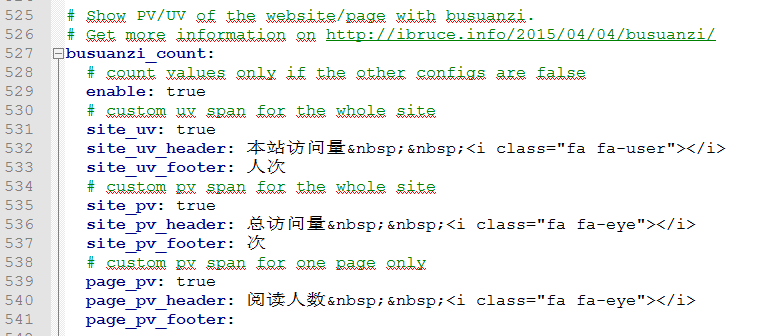 525 # Show PV/UV of the website/page with busuanzi.
526 # Get more information on http://ibruce.info/2015/04/04/busuanzi/
527 busuanzi_count:
528 # count values only if the other configs are false
529 enable: true
530 # custom uv span for the whole site
531 site_uv: true
532 site_uv_header: 本站访问量&nbsp;&nbsp;<i class="fa fa-user"></i>
533 site_uv_footer: 人次
534 # custom pv span for the whole site
535 site_pv: true
536 site_pv_header: 总访问量&nbsp;&nbsp;<i class="fa fa-eye"></i>
537 site_pv_footer: 次
538 # custom pv span for one page only
539 page_pv: true
540 page_pv_header: 阅读人数&nbsp;&nbsp;<i class="fa fa-eye"></i>
541 page_pv_footer: